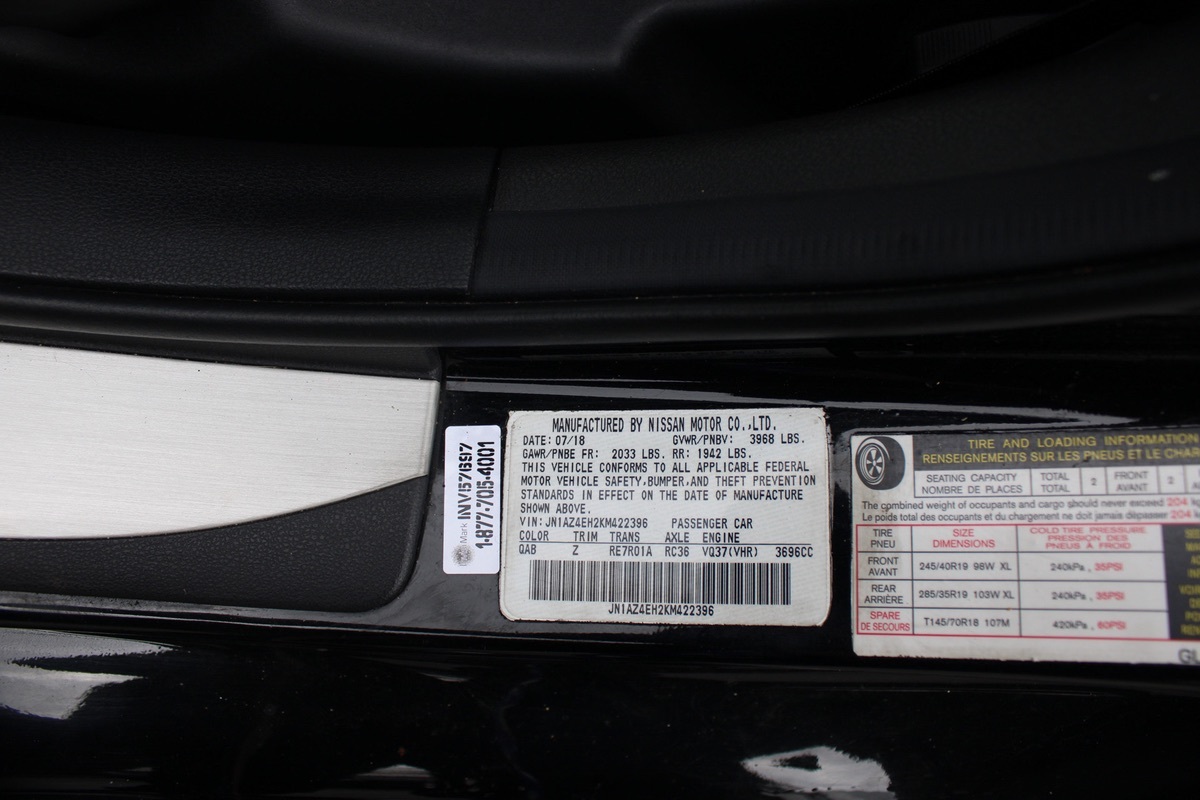 Mark
INV57697
1-877-705-4001
MANUFACTURED BY NISSAN MOTOR CO.,LTD.
DATE: 07/18 GVWR/PNBV: 3968 LBS.
GAWR/PNBE FR: 2033 LBS. RR: 1942 LBS.
THIS VEHICLE CONFORMS TO ALL APPLICABLE FEDERAL
MOTOR VEHICLE SAFETY,BUMPER,AND THEFT PREVENTION
STANDARDS IN EFFECT ON THE DATE OF MANUFACTURE
SHOWN ABOVE.
VIN:JN1AZ4EH2KM422396 PASSENGER CAR
COLOR TRIM TRANS AXLE ENGINE
QAB Z RE7R01A RC36 VQ37(VHR) 3696CC
JN1AZ4EH2KM422396
TIRE AND LOADING INFORMATION
RENSEIGNEMENTS SUR LES PNEUS ET LE
SEATING CAPACITY TOTAL 2 FRONT 2
NOMBRE DE PLACES TOTAL AVANT
The combined weight of occupants and cargo should never exceed 204
Le poids total des occupants et du chargement ne doit jamais dépasser 204
TIRE SIZE COLD TIRE PRESSURE
PNEU DIMENSIONS PRESSION DES
PNEUS À FROID
FRONT 245/40R19 98W XL 240kPa , 35PSI
AVANT
REAR 285/35R19 103W XL 240kPa , 35PSI
ARRIÈRE
SPARE T145/70R18 107M 420kPa , 60PSI
DE SECOURS